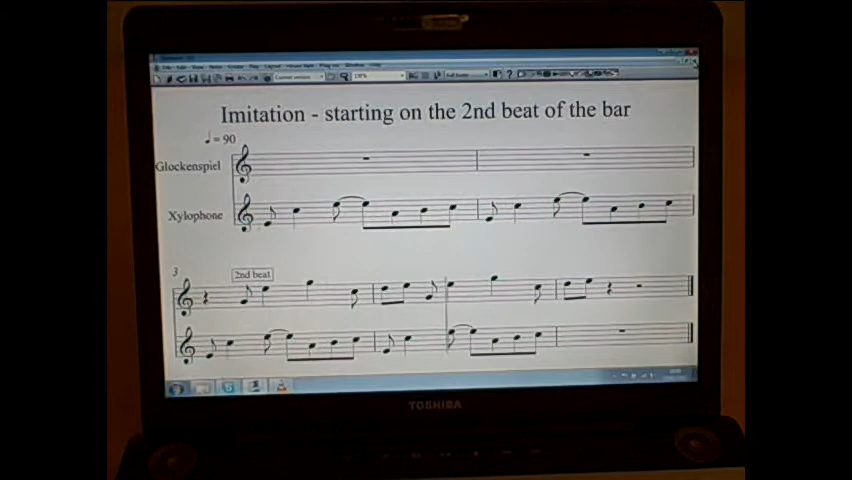 Imitation - starting on the 2nd beat of the bar
= 90
Glockenspiel
Xylophone
3
2nd beat
TOSHIBA